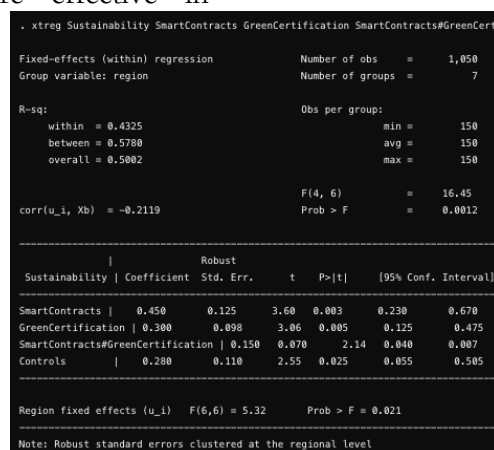 . xtreg Sustainability SmartContracts GreenCertification SmartContracts#GreenCert
Fixed-effects (within) regression Number of obs = 1,050
Group variable: region Number of groups = 7
R-sq: Obs per group:
within = 0.4325 min = 150
between = 0.5780 avg = 150
overall = 0.5002 max = 150
F(4, 6) = 16.45
corr(u_i, Xb) = -0.2119 Prob > F = 0.0012
| Robust
Sustainability | Coefficient Std. Err. t P>|t| [95% Conf. Interval]
SmartContracts | 0.450 0.125 3.60 0.003 0.230 0.670
GreenCertification | 0.300 0.098 3.06 0.005 0.125 0.475
SmartContracts#GreenCertification | 0.150 0.070 2.14 0.040 0.007
Controls | 0.280 0.110 2.55 0.025 0.055 0.505
Region fixed effects (u_i) F(6,6) = 5.32 Prob > F = 0.021
Note: Robust standard errors clustered at the regional level